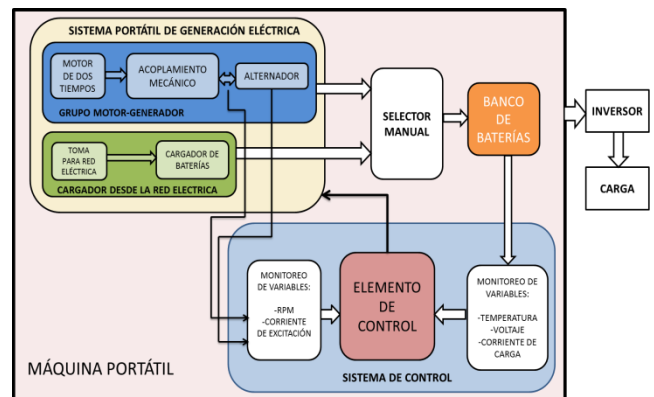 SISTEMA PORTÁTIL DE GENERACIÓN ELÉCTRICA
MOTOR
DE DOS
TIEMPOS
ACOPLAMIENTO
MECÁNICO
ALTERNADOR
GRUPO MOTOR-GENERADOR
TOMA
PARA RED
ELÉCTRICA
CARGADOR DE
BATERÍAS
CARGADOR DESDE LA RED ELECTRICA
SELECTOR
MANUAL
BANCO
DE
BATERÍAS
INVERSOR
CARGA
MONITOREO
DE VARIABLES:
-RPM
-CORRIENTE
DE EXCITACIÓN
ELEMENTO
DE
CONTROL
MONITOREO DE
VARIABLES:
-TEMPERATURA
-VOLTAJE
-CORRIENTE DE
CARGA
SISTEMA DE CONTROL
MÁQUINA PORTÁTIL